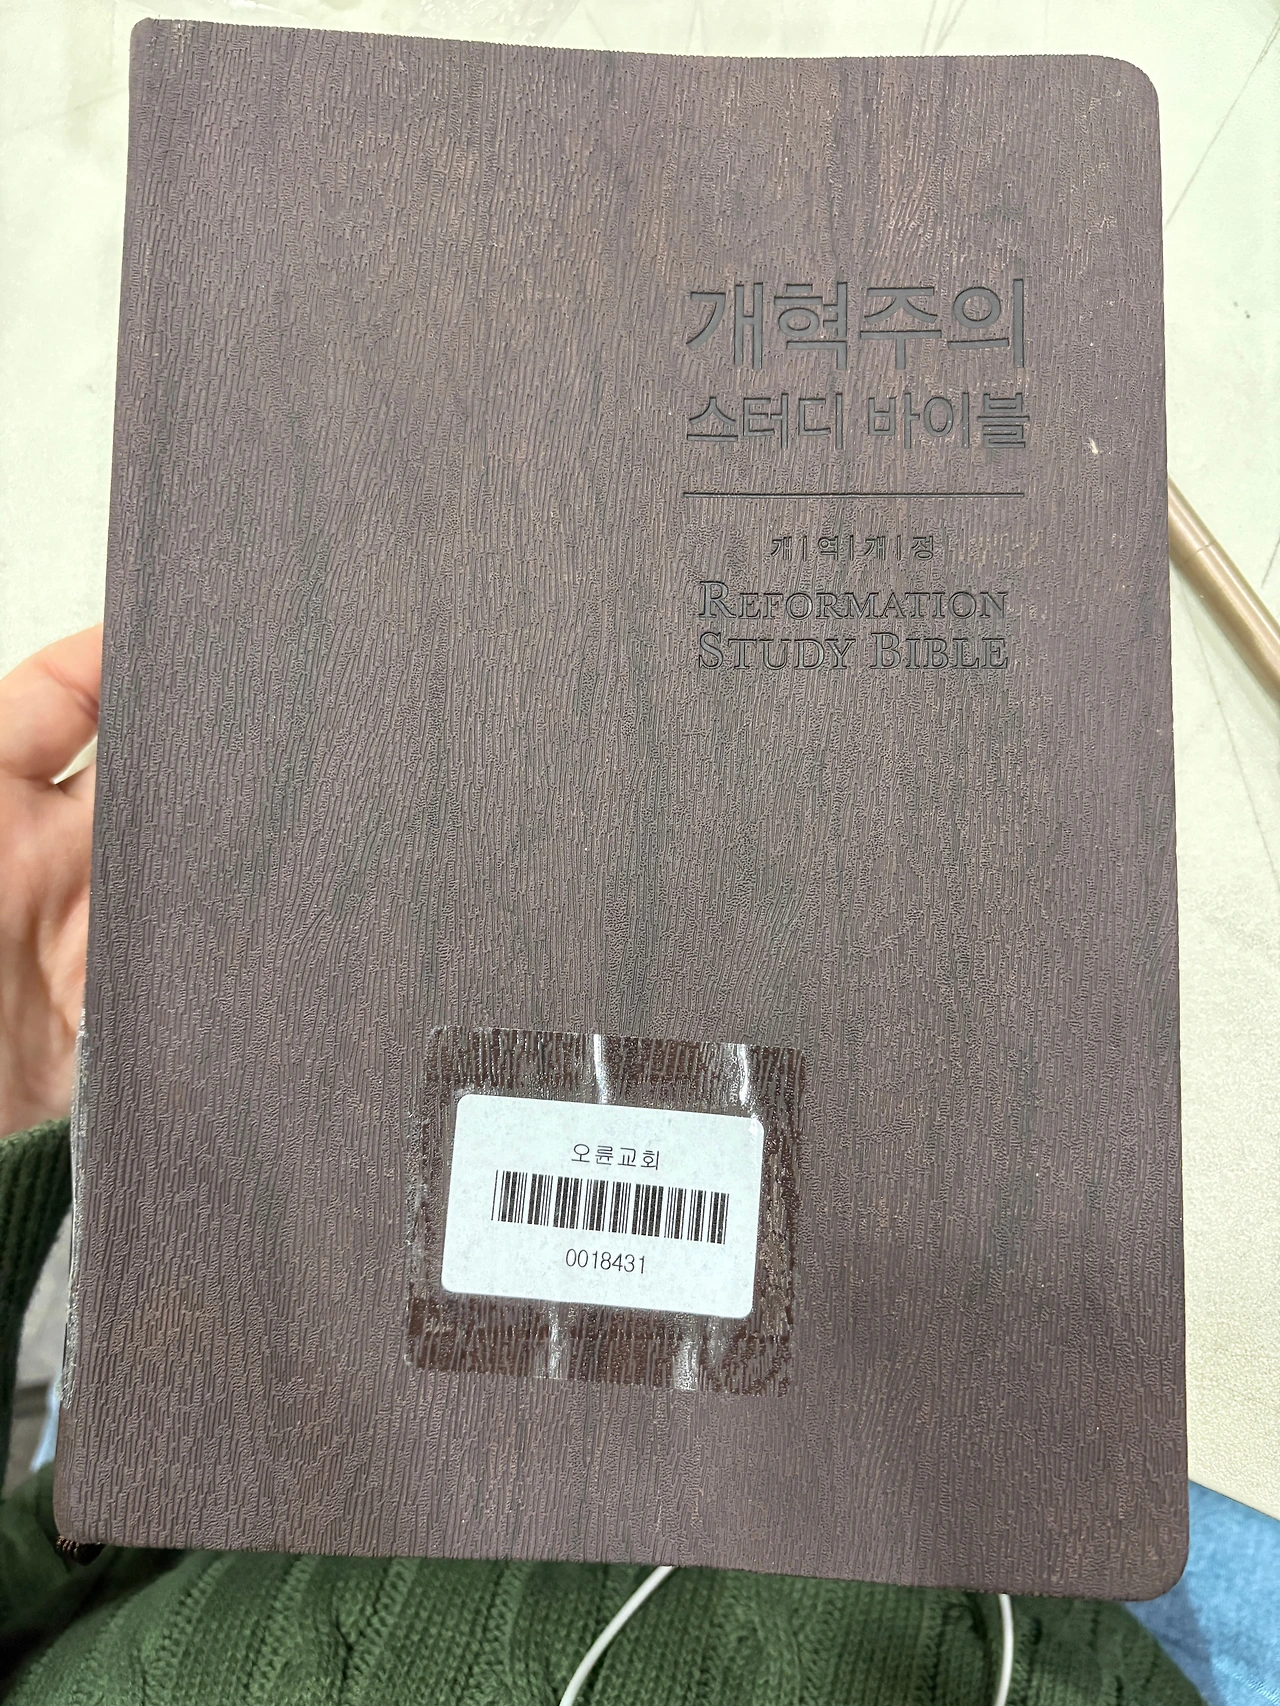 개혁주의
스터디 바이블
개|역|개|정
REFORMATION
STUDY BIBLE
오륜교회
0018431